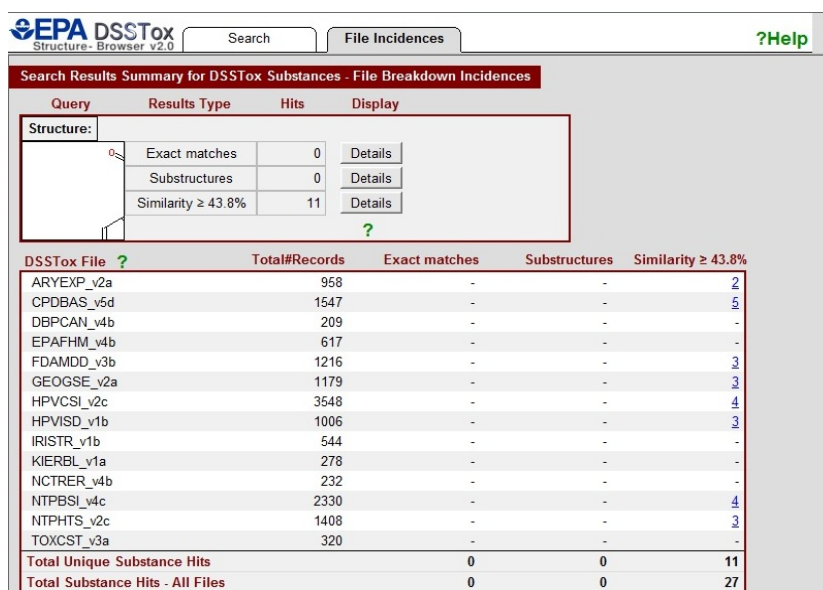 EPA DSSTox
Structure-Browser v2.0
Search
File Incidences
?Help
Search Results Summary for DSSTox Substances - File Breakdown Incidences
Query Results Type Hits Display
Structure:
O
Exact matches 0 Details
Substructures 0 Details
Similarity ≥ 43.8% 11 Details
?
DSSTox File ? Total#Records Exact matches Substructures Similarity ≥ 43.8%
ARYEXP_v2a 958 - - 2
CPDBAS_v5d 1547 - - 5
DBPCAN_v4b 209 - - -
EPAFHM_v4b 617 - - -
FDAMDD_v3b 1216 - - 3
GEOGSE_v2a 1179 - - 3
HPVCSI_v2c 3548 - - 4
HPVISD_v1b 1006 - - 3
IRISTR_v1b 544 - - -
KIERBL_v1a 278 - - -
NCTRER_v4b 232 - - -
NTPBSI_v4c 2330 - - 4
NTPHTS_v2c 1408 - - 3
TOXCST_v3a 320 - - -
Total Unique Substance Hits 0 0 11
Total Substance Hits - All Files 0 0 27